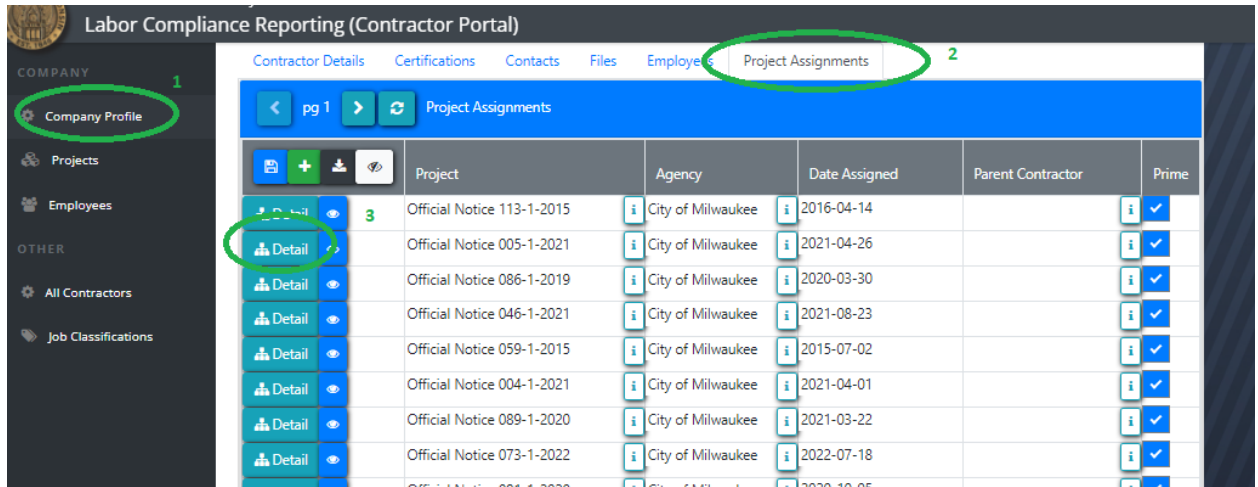 Labor Compliance Reporting (Contractor Portal)
COMPANY
1
Company Profile
Projects
Employees
OTHER
All Contractors
Job Classifications
Contractor Details Certifications Contacts Files Employees Project Assignments 2
pg 1 Project Assignments
Project Agency Date Assigned Parent Contractor Prime
Detail 3 Official Notice 113-1-2015 i City of Milwaukee i 2016-04-14 i
Detail Official Notice 005-1-2021 i City of Milwaukee i 2021-04-26 i
Detail Official Notice 086-1-2019 i City of Milwaukee i 2020-03-30 i
Detail Official Notice 046-1-2021 i City of Milwaukee i 2021-08-23 i
Detail Official Notice 059-1-2015 i City of Milwaukee i 2015-07-02 i
Detail Official Notice 004-1-2021 i City of Milwaukee i 2021-04-01 i
Detail Official Notice 089-1-2020 i City of Milwaukee i 2021-03-22 i
Detail Official Notice 073-1-2022 i City of Milwaukee i 2022-07-18 i